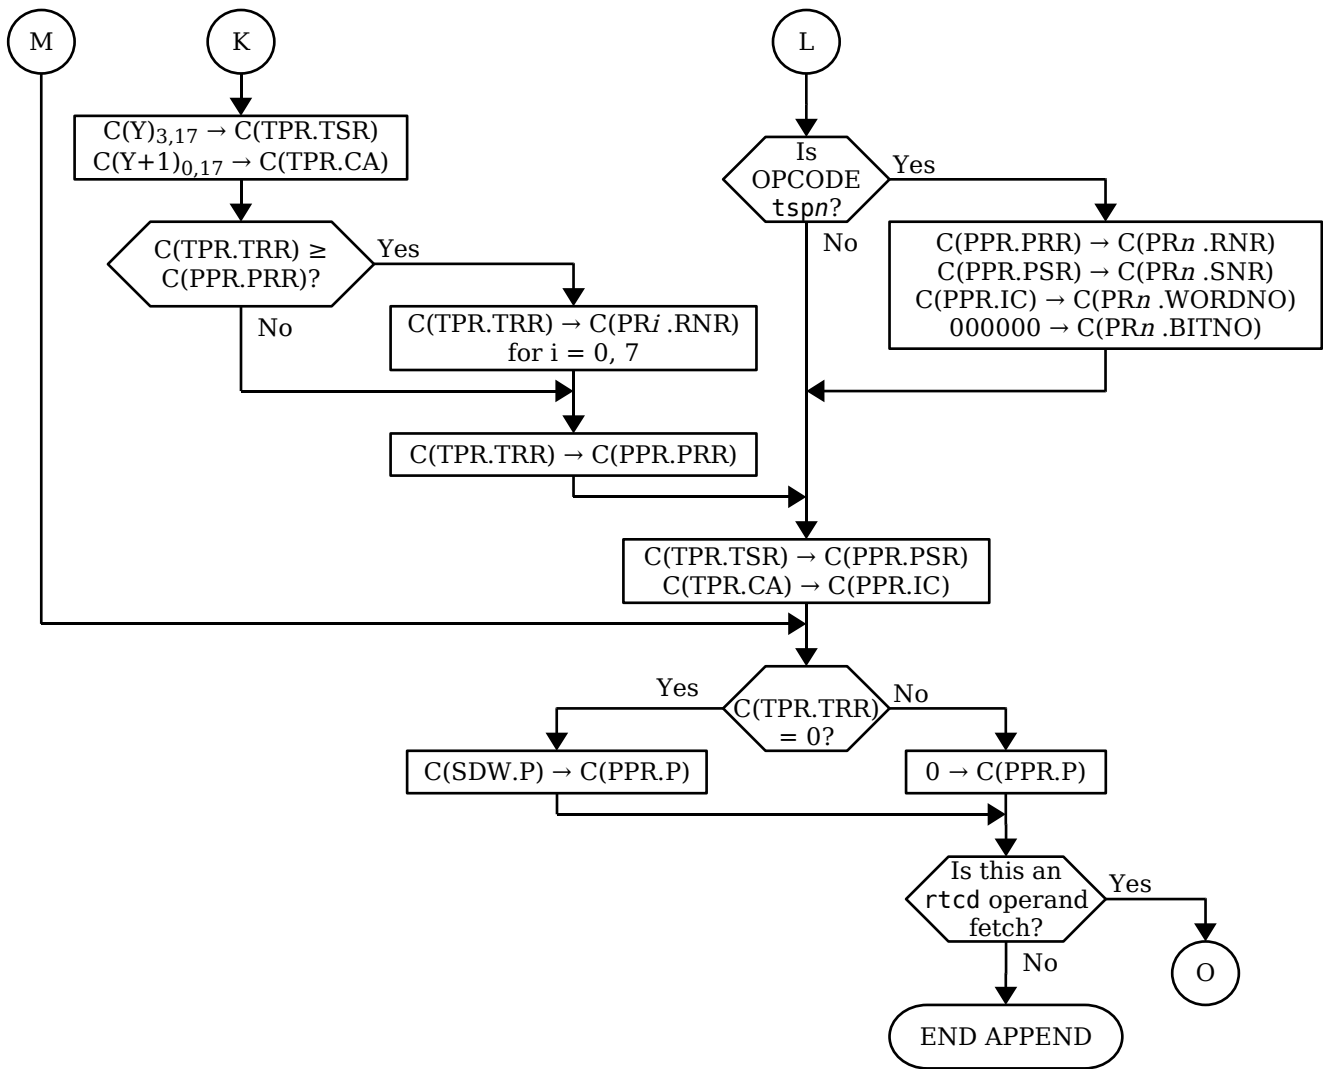 M
K
L
C(Y)3,17 → C(TPR.TSR)
C(Y+1)0,17 → C(TPR.CA)
Is
OPCODE
tspn?
Yes
No
C(PPR.PRR) → C(PRn .RNR)
C(PPR.PSR) → C(PRn .SNR)
C(PPR.IC) → C(PRn .WORDNO)
000000 → C(PRn .BITNO)
C(TPR.TRR) ≥
C(PPR.PRR)?
Yes
No
C(TPR.TRR) → C(PRi .RNR)
for i = 0, 7
C(TPR.TRR) → C(PPR.PRR)
C(TPR.TSR) → C(PPR.PSR)
C(TPR.CA) → C(PPR.IC)
Yes
C(TPR.TRR)
= 0?
No
C(SDW.P) → C(PPR.P)
0 → C(PPR.P)
Is this an
rtcd operand
fetch?
Yes
No
O
END APPEND